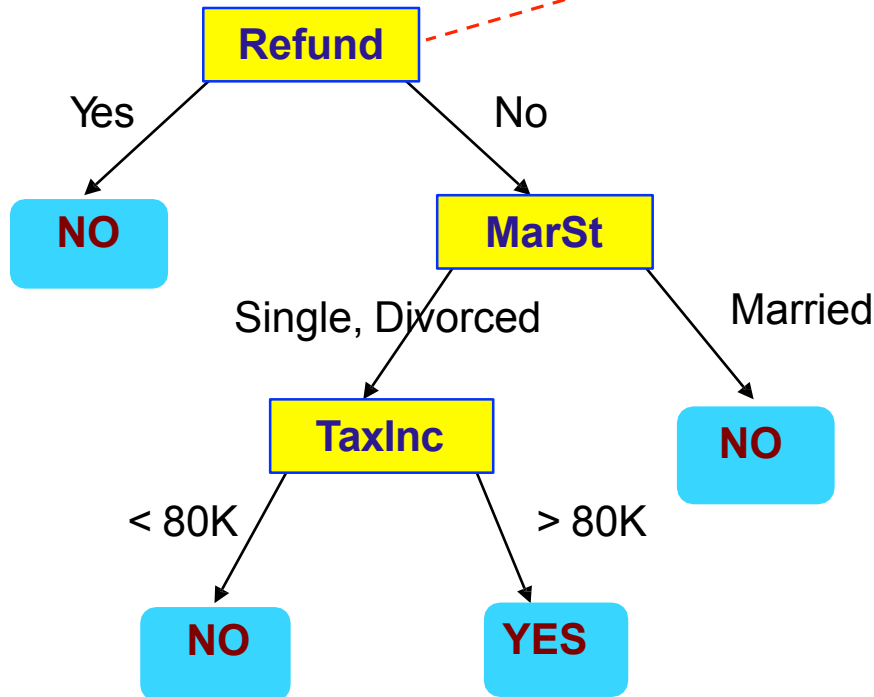 Refund
Yes
No
NO
MarSt
Single, Divorced
Married
TaxInc
NO
< 80K
> 80K
NO
YES